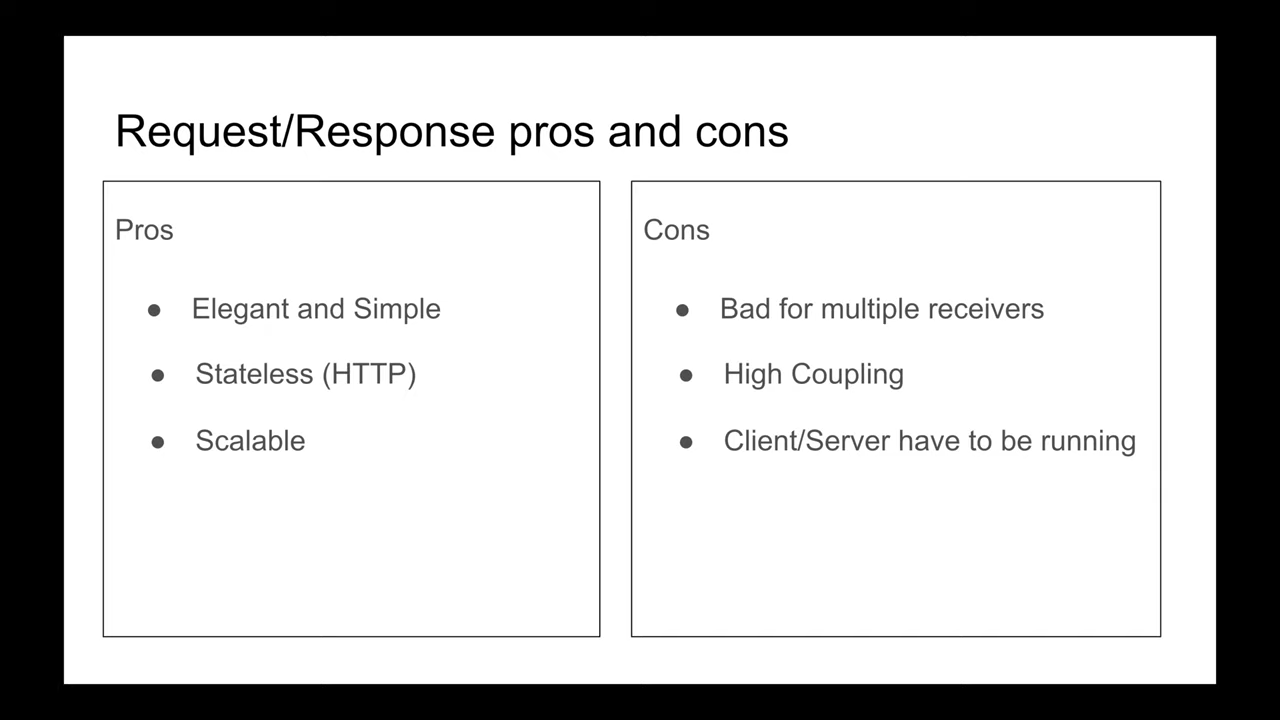 Request/Response pros and cons
Pros
● Elegant and Simple
● Stateless (HTTP)
● Scalable
Cons
● Bad for multiple receivers
● High Coupling
● Client/Server have to be running